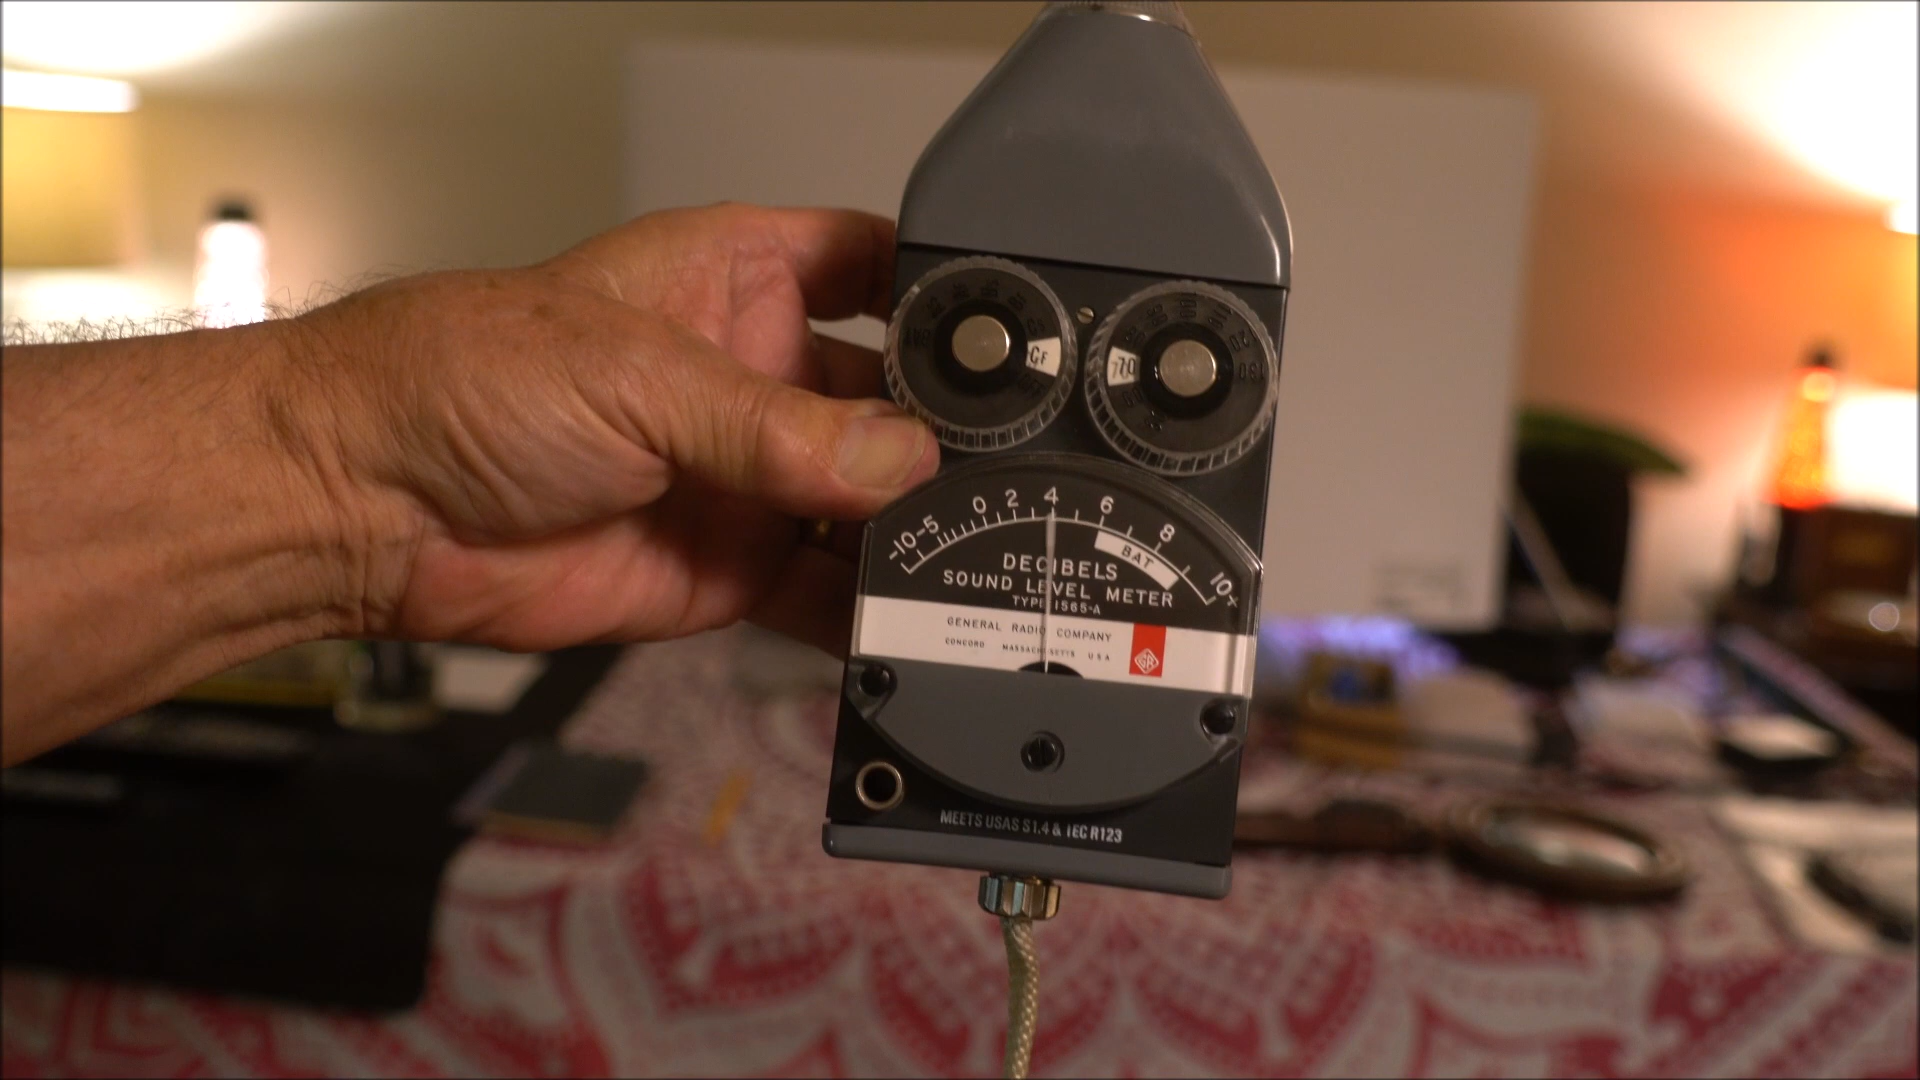 CF
70
130
-10 -5 0 2 4 6 8 10+
BAT
DECIBELS
SOUND LEVEL METER
TYPE 1565-A
GENERAL RADIO COMPANY
CONCORD MASSACHUSETTS USA
GR
MEETS USAS S1.4 & IEC R123